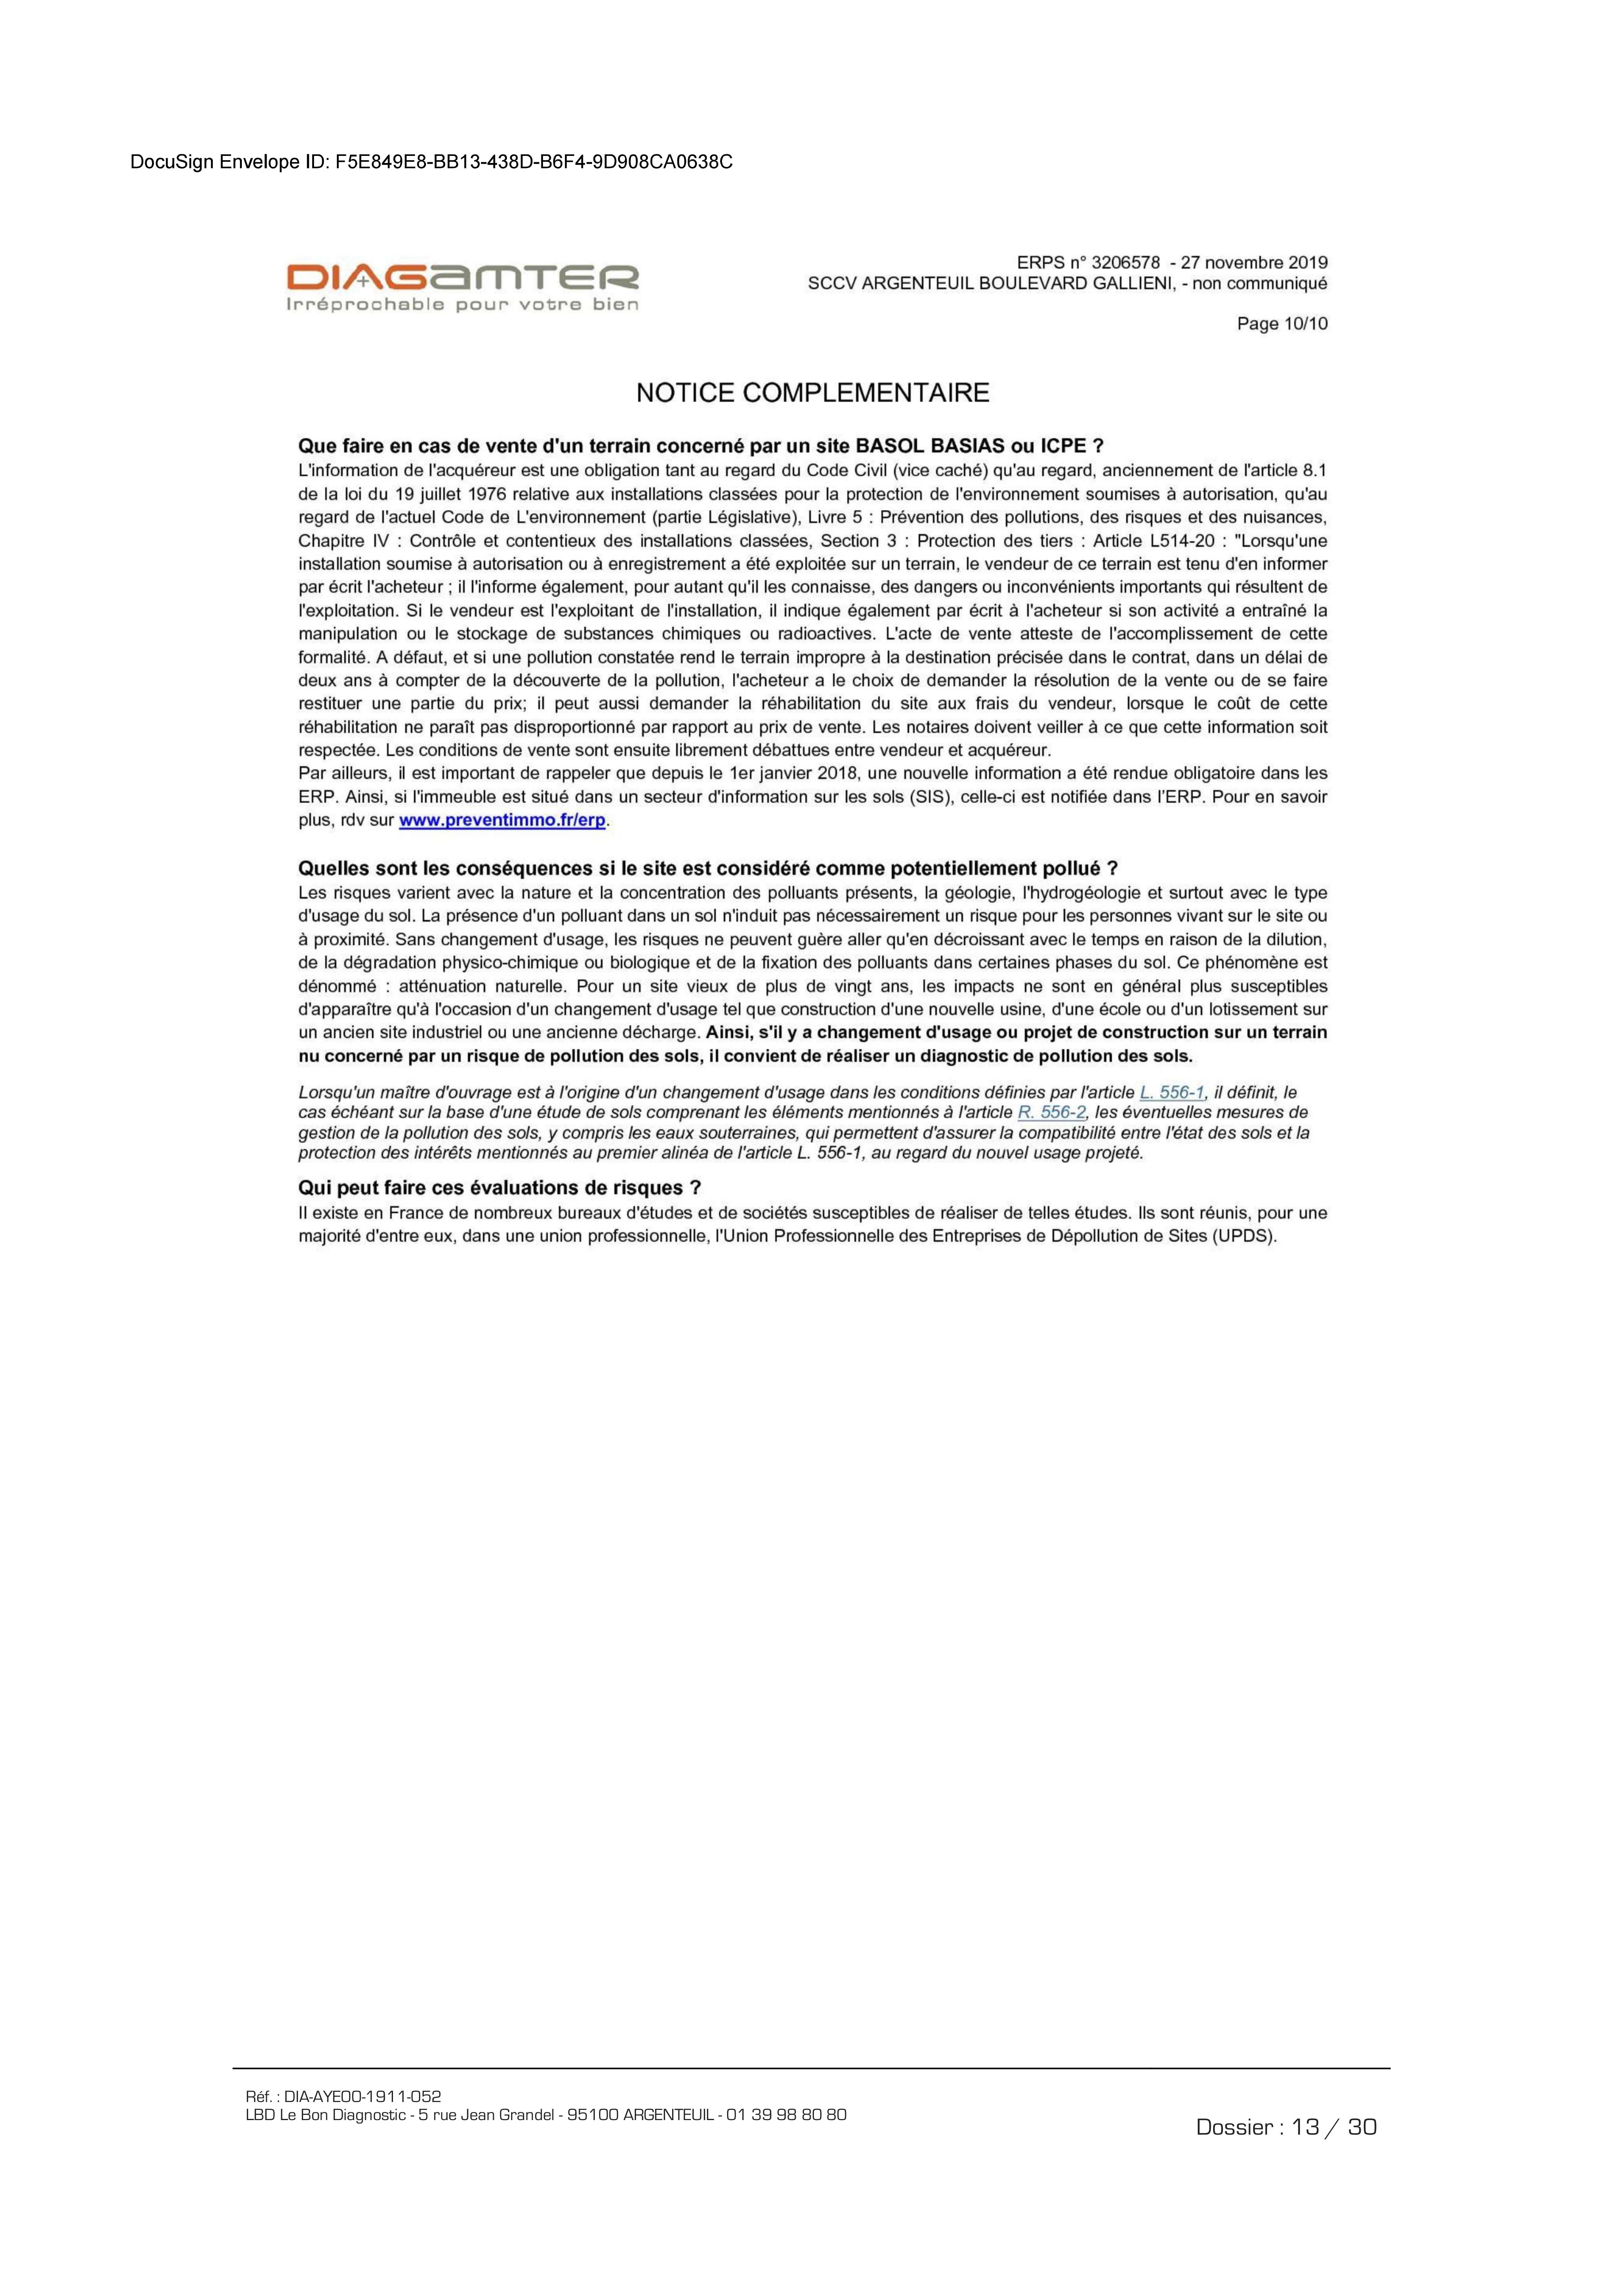 DocuSign Envelope ID: F5E849E8-BB13-438D-B6F4-9D908CA0638C
DIAGAMTER
Irréprochable pour votre bien
ERPS n° 3206578 - 27 novembre 2019
SCCV ARGENTEUIL BOULEVARD GALLIENI, - non communiqué
Page 10/10
NOTICE COMPLEMENTAIRE
Que faire en cas de vente d'un terrain concerné par un site BASOL BASIAS ou ICPE ?
L'information de l'acquéreur est une obligation tant au regard du Code Civil (vice caché) qu'au regard, anciennement de l'article 8.1
de la loi du 19 juillet 1976 relative aux installations classées pour la protection de l'environnement soumises à autorisation, qu'au
regard de l'actuel Code de L'environnement (partie Législative), Livre 5 : Prévention des pollutions, des risques et des nuisances,
Chapitre IV : Contrôle et contentieux des installations classées, Section 3 : Protection des tiers : Article L514-20 : "Lorsqu'une
installation soumise à autorisation ou à enregistrement a été exploitée sur un terrain, le vendeur de ce terrain est tenu d'en informer
par écrit l'acheteur ; il l'informe également, pour autant qu'il les connaisse, des dangers ou inconvénients importants qui résultent de
l'exploitation. Si le vendeur est l'exploitant de l'installation, il indique également par écrit à l'acheteur si son activité a entraîné la
manipulation ou le stockage de substances chimiques ou radioactives. L'acte de vente atteste de l'accomplissement de cette
formalité. A défaut, et si une pollution constatée rend le terrain impropre à la destination précisée dans le contrat, dans un délai de
deux ans à compter de la découverte de la pollution, l'acheteur a le choix de demander la résolution de la vente ou de se faire
restituer une partie du prix; il peut aussi demander la réhabilitation du site aux frais du vendeur, lorsque le coût de cette
réhabilitation ne paraît pas disproportionné par rapport au prix de vente. Les notaires doivent veiller à ce que cette information soit
respectée. Les conditions de vente sont ensuite librement débattues entre vendeur et acquéreur.
Par ailleurs, il est important de rappeler que depuis le 1er janvier 2018, une nouvelle information a été rendue obligatoire dans les
ERP. Ainsi, si l'immeuble est situé dans un secteur d'information sur les sols (SIS), celle-ci est notifiée dans l'ERP. Pour en savoir
plus, rdv sur www.preventimmo.fr/erp.
Quelles sont les conséquences si le site est considéré comme potentiellement pollué ?
Les risques varient avec la nature et la concentration des polluants présents, la géologie, l'hydrogéologie et surtout avec le type
d'usage du sol. La présence d'un polluant dans un sol n'induit pas nécessairement un risque pour les personnes vivant sur le site ou
à proximité. Sans changement d'usage, les risques ne peuvent guère aller qu'en décroissant avec le temps en raison de la dilution,
de la dégradation physico-chimique ou biologique et de la fixation des polluants dans certaines phases du sol. Ce phénomène est
dénommé : atténuation naturelle. Pour un site vieux de plus de vingt ans, les impacts ne sont en général plus susceptibles
d'apparaître qu'à l'occasion d'un changement d'usage tel que construction d'une nouvelle usine, d'une école ou d'un lotissement sur
un ancien site industriel ou une ancienne décharge. Ainsi, s'il y a changement d'usage ou projet de construction sur un terrain
nu concerné par un risque de pollution des sols, il convient de réaliser un diagnostic de pollution des sols.
Lorsqu'un maître d'ouvrage est à l'origine d'un changement d'usage dans les conditions définies par l'article L. 556-1, il définit, le
cas échéant sur la base d'une étude de sols comprenant les éléments mentionnés à l'article R. 556-2, les éventuelles mesures de
gestion de la pollution des sols, y compris les eaux souterraines, qui permettent d'assurer la compatibilité entre l'état des sols et la
protection des intérêts mentionnés au premier alinéa de l'article L. 556-1, au regard du nouvel usage projeté.
Qui peut faire ces évaluations de risques ?
Il existe en France de nombreux bureaux d'études et de sociétés susceptibles de réaliser de telles études. Ils sont réunis, pour une
majorité d'entre eux, dans une union professionnelle, l'Union Professionnelle des Entreprises de Dépollution de Sites (UPDS).
Réf. : DIA-AYE00-1911-052
LBD Le Bon Diagnostic - 5 rue Jean Grandel - 95100 ARGENTEUIL - 01 39 98 80 80
Dossier : 13 / 30